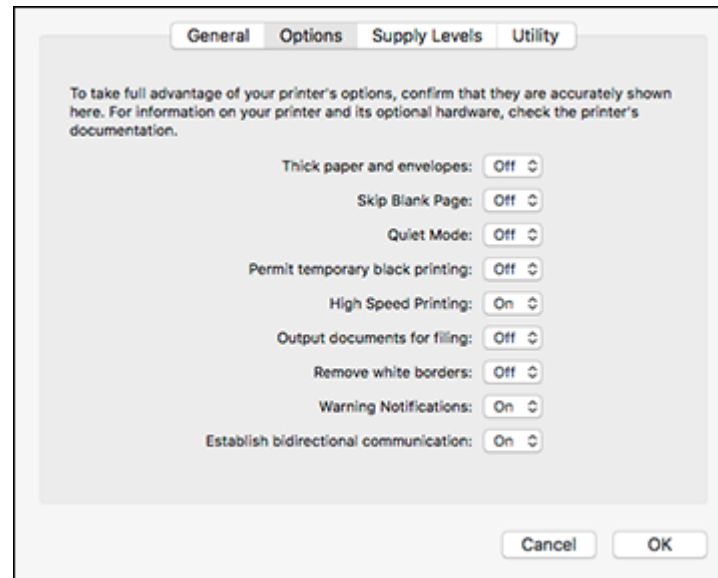 General Options Supply Levels Utility
To take full advantage of your printer's options, confirm that they are accurately shown
here. For information on your printer and its optional hardware, check the printer's
documentation.
Thick paper and envelopes: Off
Skip Blank Page: Off
Quiet Mode: Off
Permit temporary black printing: Off
High Speed Printing: On
Output documents for filing: Off
Remove white borders: Off
Warning Notifications: On
Establish bidirectional communication: On
Cancel OK